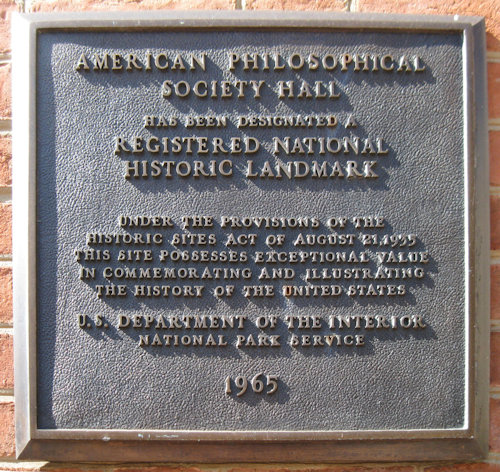 AMERICAN PHILOSOPHICAL
SOCIETY HALL
HAS BEEN DESIGNATED A
REGISTERED NATIONAL
HISTORIC LANDMARK
UNDER THE PROVISIONS OF THE
HISTORIC SITES ACT OF AUGUST 21, 1935
THIS SITE POSSESSES EXCEPTIONAL VALUE
IN COMMEMORATING AND ILLUSTRATING
THE HISTORY OF THE UNITED STATES
U.S. DEPARTMENT OF THE INTERIOR
NATIONAL PARK SERVICE
1965